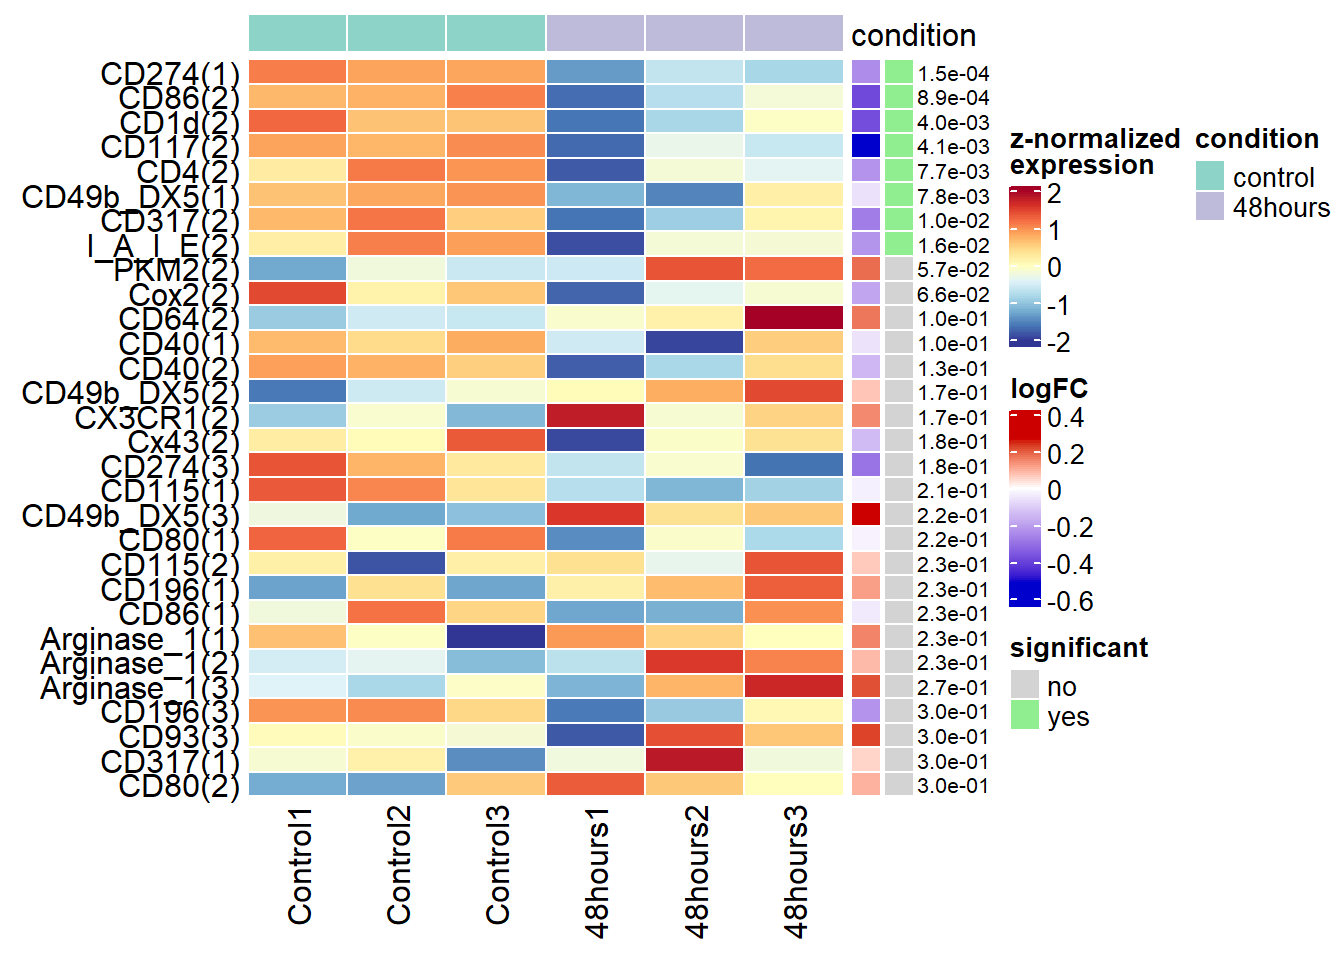 condition
CD274(1) 1.5e-04
CD86(2) 8.9e-04
CD1d(2) 4.0e-03
CD117(2) 4.1e-03
CD4(2) 7.7e-03
CD49b_DX5(1) 7.8e-03
CD317(2) 1.0e-02
I_A_I_E(2) 1.6e-02
PKM2(2) 5.7e-02
Cox2(2) 6.6e-02
CD64(2) 1.0e-01
CD40(1) 1.0e-01
CD40(2) 1.3e-01
CD49b_DX5(2) 1.7e-01
CX3CR1(2) 1.7e-01
Cx43(2) 1.8e-01
CD274(3) 1.8e-01
CD115(1) 2.1e-01
CD49b_DX5(3) 2.2e-01
CD80(1) 2.2e-01
CD115(2) 2.3e-01
CD196(1) 2.3e-01
CD86(1) 2.3e-01
Arginase_1(1) 2.3e-01
Arginase_1(2) 2.3e-01
Arginase_1(3) 2.7e-01
CD196(3) 3.0e-01
CD93(3) 3.0e-01
CD317(1) 3.0e-01
CD80(2) 3.0e-01
Control1
Control2
Control3
48hours1
48hours2
48hours3
z-normalized
expression
2
1
0
-1
-2
logFC
0.4
0.2
0
-0.2
-0.4
-0.6
significant
no
yes
condition
control
48hours